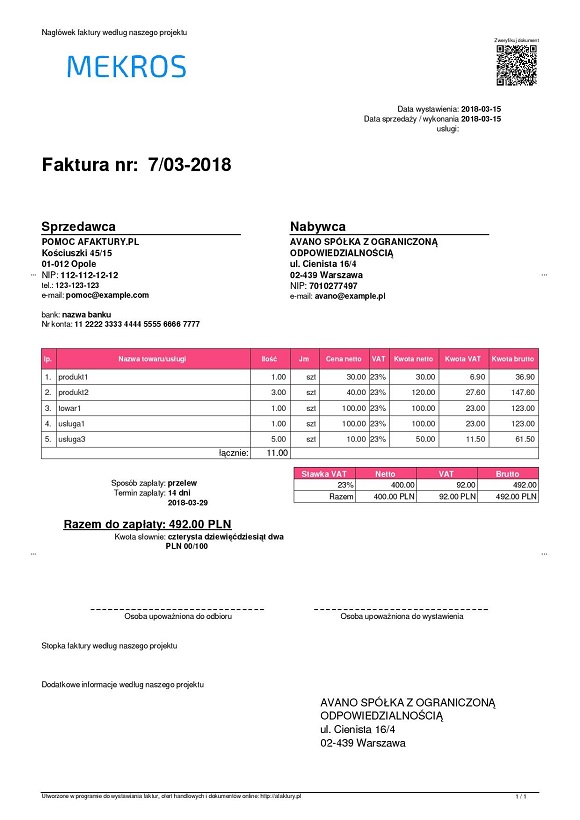 Nagłówek faktury według naszego projektu
Zweryfikuj dokument
MEKROS
Data wystawienia: 2018-03-15
Data sprzedaży / wykonania 2018-03-15
usługi:
Faktura nr: 7/03-2018
Sprzedawca
POMOC AFAKTURY.PL
Kościuszki 45/15
01-012 Opole
NIP: 112-112-12-12
tel.: 123-123-123
e-mail: pomoc@example.com
bank: nazwa banku
Nr konta: 11 2222 3333 4444 5555 6666 7777
Nabywca
AVANO SPÓŁKA Z OGRANICZONĄ
ODPOWIEDZIALNOŚCIĄ
ul. Cienista 16/4
02-439 Warszawa
NIP: 7010277497
e-mail: avano@example.pl
lp. Nazwa towaru/usługi Ilość Jm Cena netto VAT Kwota netto Kwota VAT Kwota brutto
1. produkt1 1.00 szt 30.00 23% 30.00 6.90 36.90
2. produkt2 3.00 szt 40.00 23% 120.00 27.60 147.60
3. towar1 1.00 szt 100.00 23% 100.00 23.00 123.00
4. usługa1 1.00 szt 100.00 23% 100.00 23.00 123.00
5. usługa3 5.00 szt 10.00 23% 50.00 11.50 61.50
łącznie: 11.00
Stawka VAT Netto VAT Brutto
23% 400.00 92.00 492.00
Razem 400.00 PLN 92.00 PLN 492.00 PLN
Sposób zapłaty: przelew
Termin zapłaty: 14 dni
2018-03-29
Razem do zapłaty: 492.00 PLN
Kwota słownie: czterysta dziewięćdziesiąt dwa
PLN 00/100
Osoba upoważniona do odbioru
Osoba upoważniona do wystawienia
Stopka faktury według naszego projektu
Dodatkowe informacje według naszego projektu
AVANO SPÓŁKA Z OGRANICZONĄ
ODPOWIEDZIALNOŚCIĄ
ul. Cienista 16/4
02-439 Warszawa
Utworzone w programie do wystawiania faktur, ofert handlowych i dokumentów online: http://afaktury.pl
1 / 1